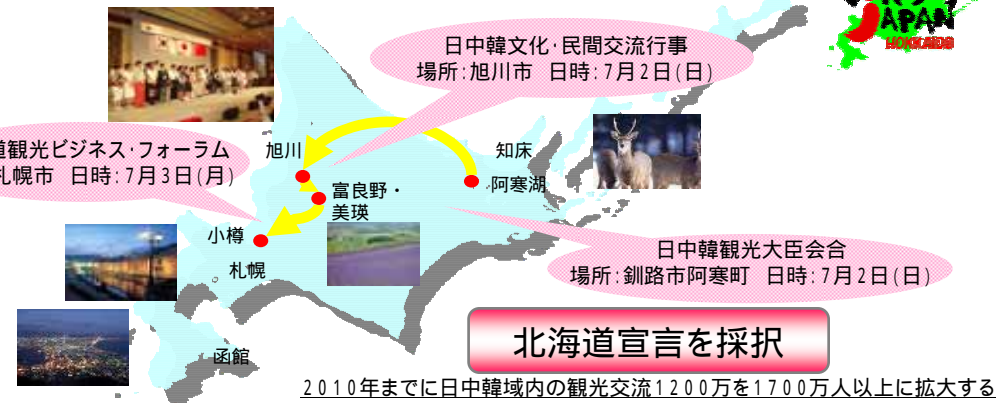 JAPAN
HOKKAIDO
日中韓文化・民間交流行事
場所:旭川市 日時:7月2日(日)
道観光ビジネス・フォーラム
札幌市 日時:7月3日(月)
旭川
知床
阿寒湖
富良野・
美瑛
小樽
札幌
日中韓観光大臣会合
場所:釧路市阿寒町 日時:7月2日(日)
北海道宣言を採択
函館
2010年までに日中韓域内の観光交流1200万を1700万人以上に拡大する